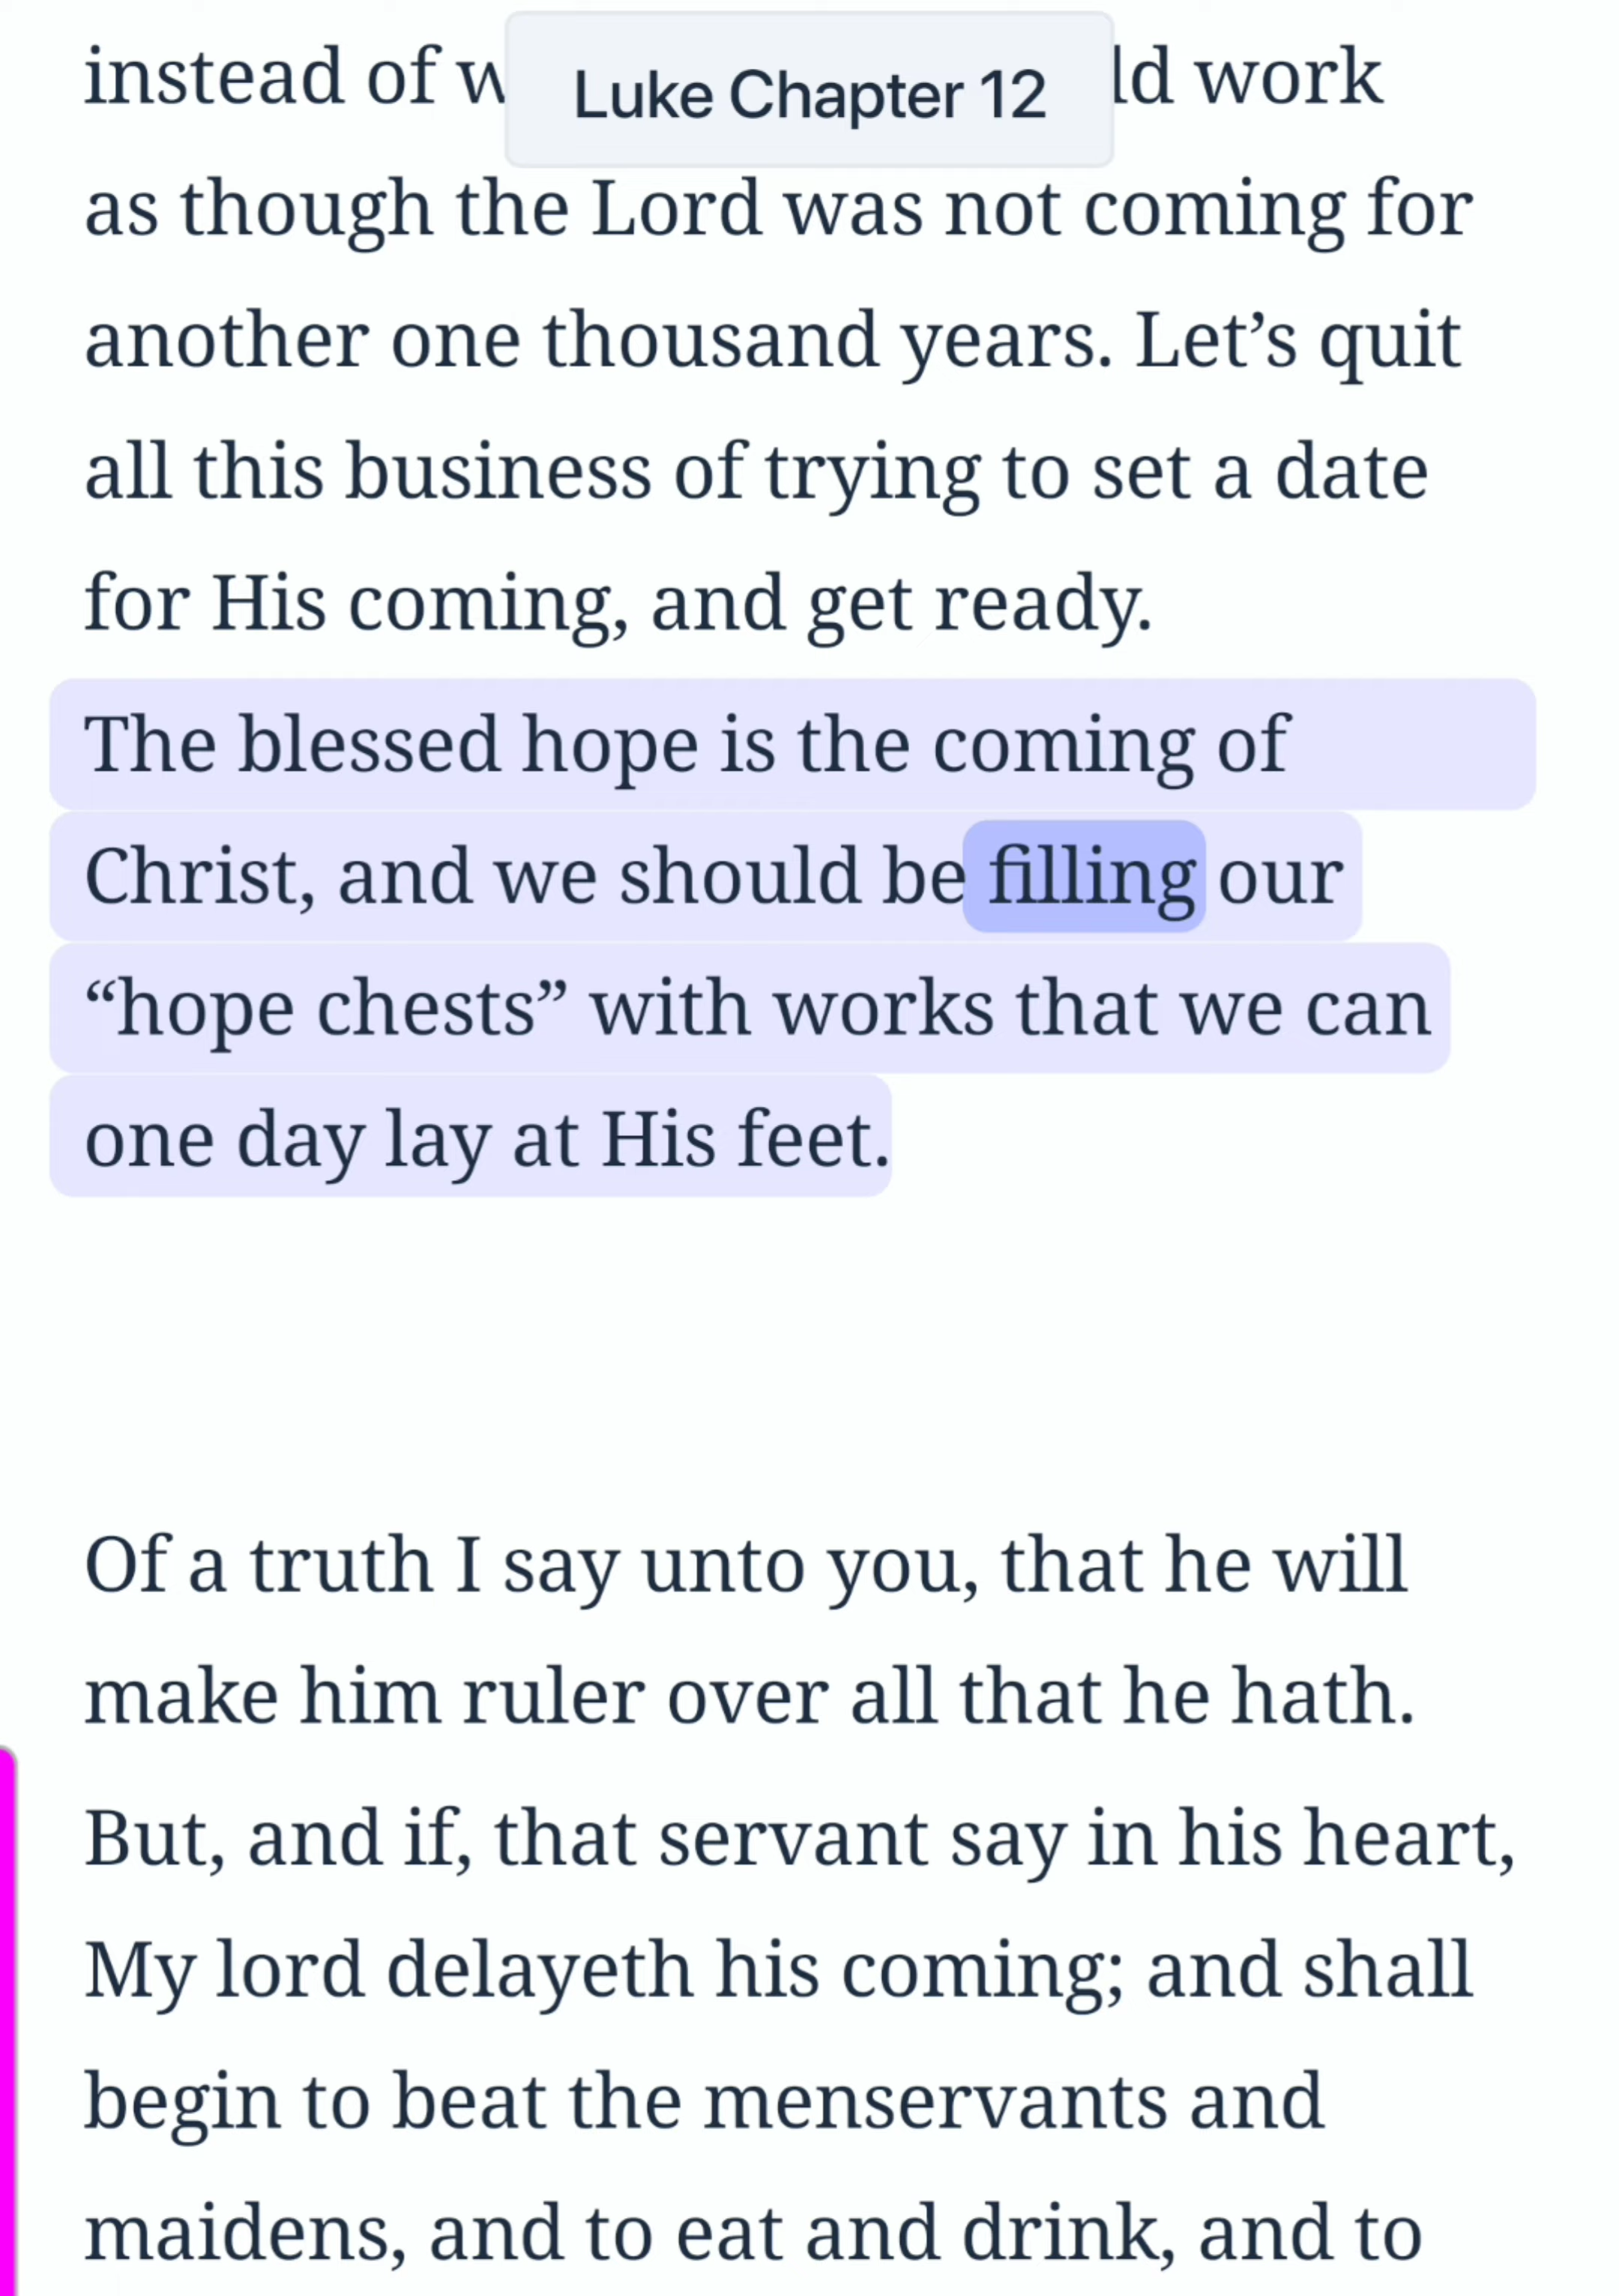 Luke Chapter 12
instead of work
as though the Lord was not coming for
another one thousand years. Let’s quit
all this business of trying to set a date
for His coming, and get ready.
The blessed hope is the coming of
Christ, and we should be filling our
“hope chests” with works that we can
one day lay at His feet.
Of a truth I say unto you, that he will
make him ruler over all that he hath.
But, and if, that servant say in his heart,
My lord delayeth his coming; and shall
begin to beat the menservants and
maidens, and to eat and drink, and to